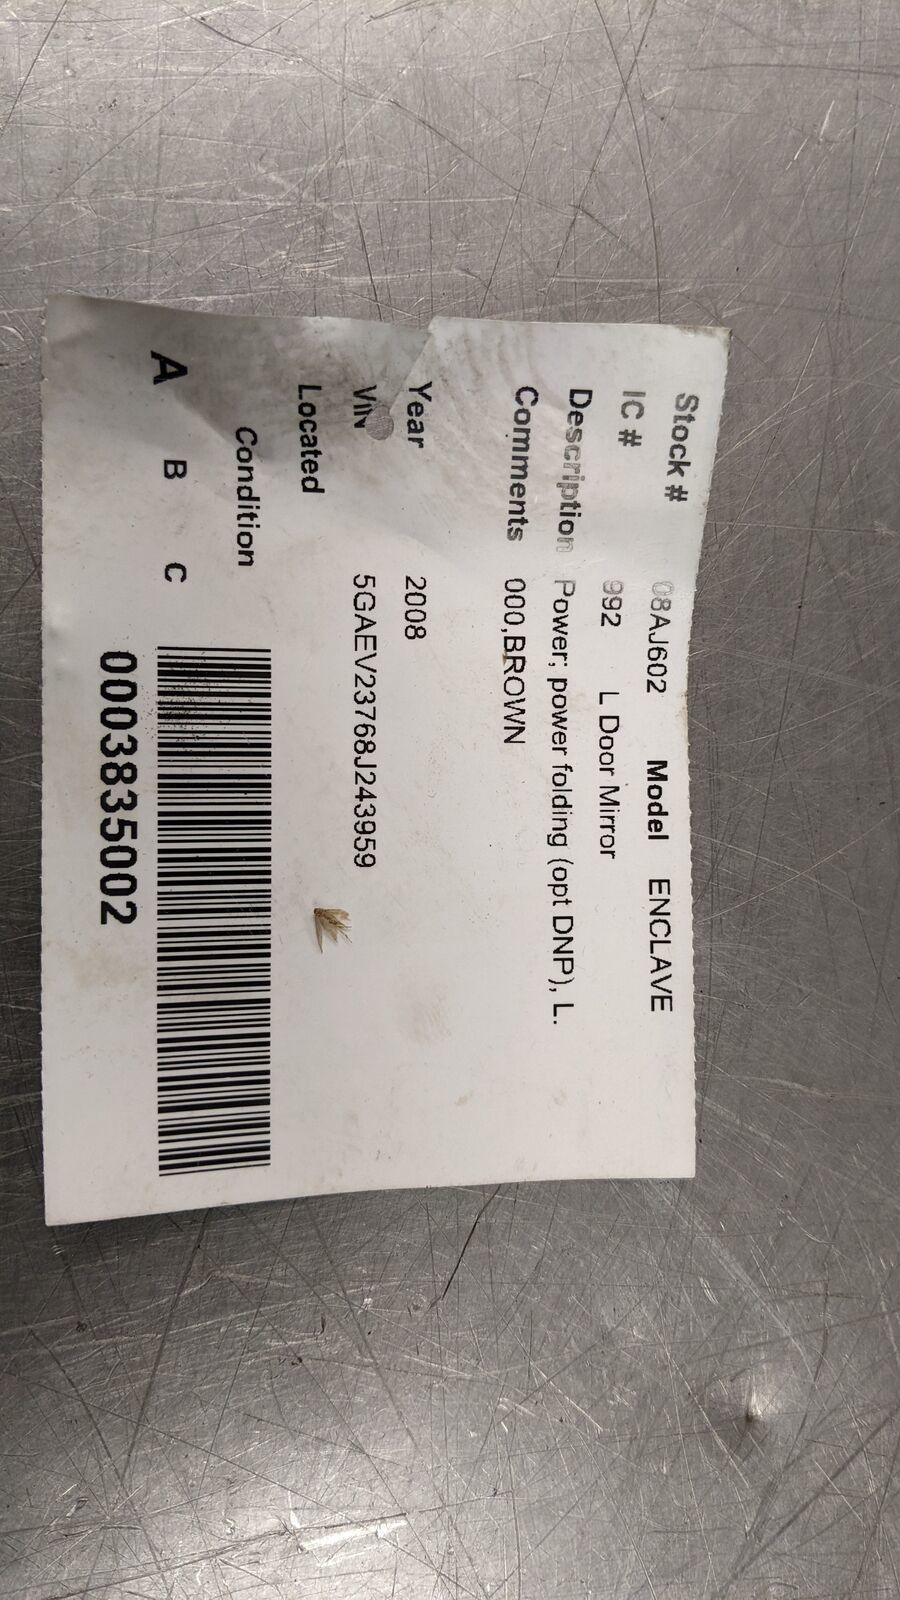 Stock # 08AJ602 Model ENCLAVE
IC # 992 L Door Mirror
Description Power; power folding (opt DNP), L.
Comments 000,BROWN
Year 2008
VIN 5GAEV23768J243959
Located
Condition
A B C
0003835002